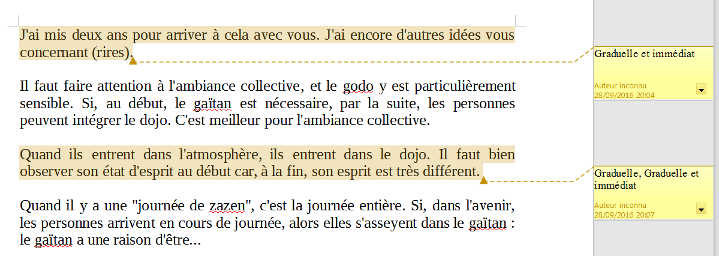 J'ai mis deux ans pour arriver à cela avec vous. J'ai encore d'autres idées vous
concernant (rires).
Il faut faire attention à l'ambiance collective, et le godo y est particulièrement
sensible. Si, au début, le gaïtan est nécessaire, par la suite, les personnes
peuvent intégrer le dojo. C'est meilleur pour l'ambiance collective.
Quand ils entrent dans l'atmosphère, ils entrent dans le dojo. Il faut bien
observer son état d'esprit au début car, à la fin, son esprit est très différent.
Quand il y a une "journée de zazen", c'est la journée entière. Si, dans l'avenir,
les personnes arrivent en cours de journée, alors elles s'asseyent dans le gaïtan :
le gaïtan a une raison d'être...
Graduelle et immédiat
Auteur inconnu
28/09/2016 20:04
Graduelle, Graduelle et
immédiat
Auteur inconnu
28/09/2016 20:07